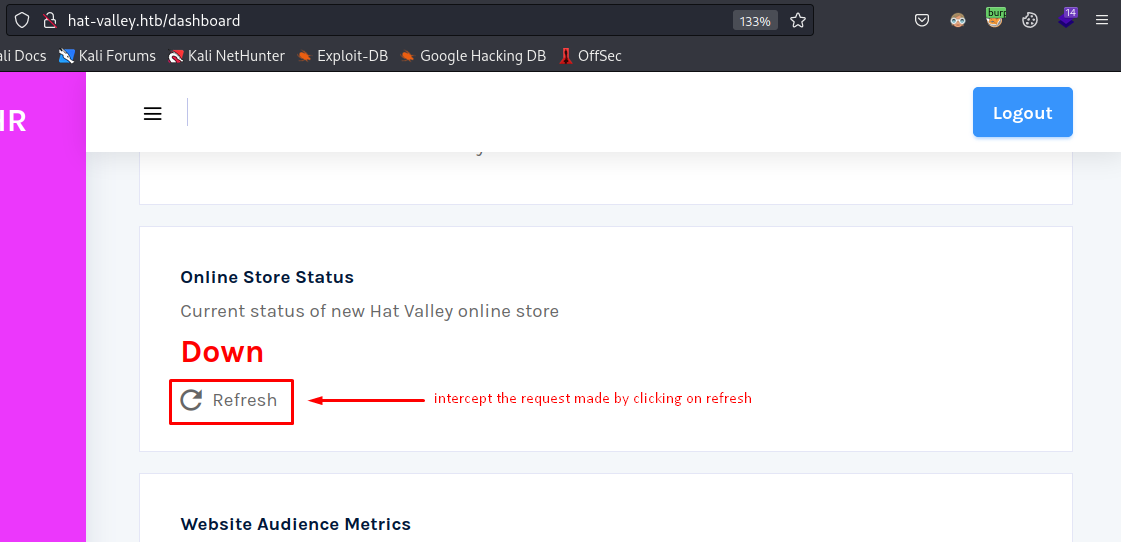 hat-valley.htb/dashboard 133% burp 14
ali Docs Kali Forums Kali NetHunter Exploit-DB Google Hacking DB OffSec
HR
Logout
Online Store Status
Current status of new Hat Valley online store
Down
Refresh intercept the request made by clicking on refresh
Website Audience Metrics